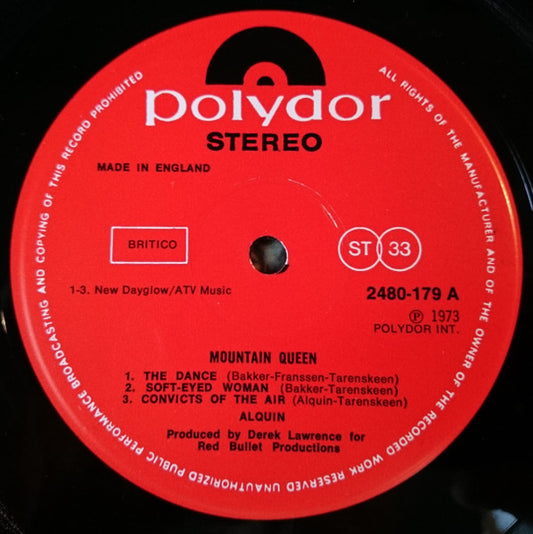 polydor
STEREO
MADE IN ENGLAND
BRITICO
ST 33
1-3. New Dayglow/ATV Music
2480-179 A
Ⓟ 1973
POLYDOR INT.
MOUNTAIN QUEEN
1. THE DANCE (Bakker-Franssen-Tarenskeen)
2. SOFT-EYED WOMAN (Bakker-Tarenskeen)
3. CONVICTS OF THE AIR (Alquin-Tarenskeen)
ALQUIN
Produced by Derek Lawrence for
Red Bullet Productions
ALL RIGHTS OF THE MANUFACTURER AND OF THE OWNER OF THE RECORDED WORK RESERVED UNAUTHORIZED PUBLIC PERFORMANCE BROADCASTING AND COPYING OF THIS RECORD PROHIBITED